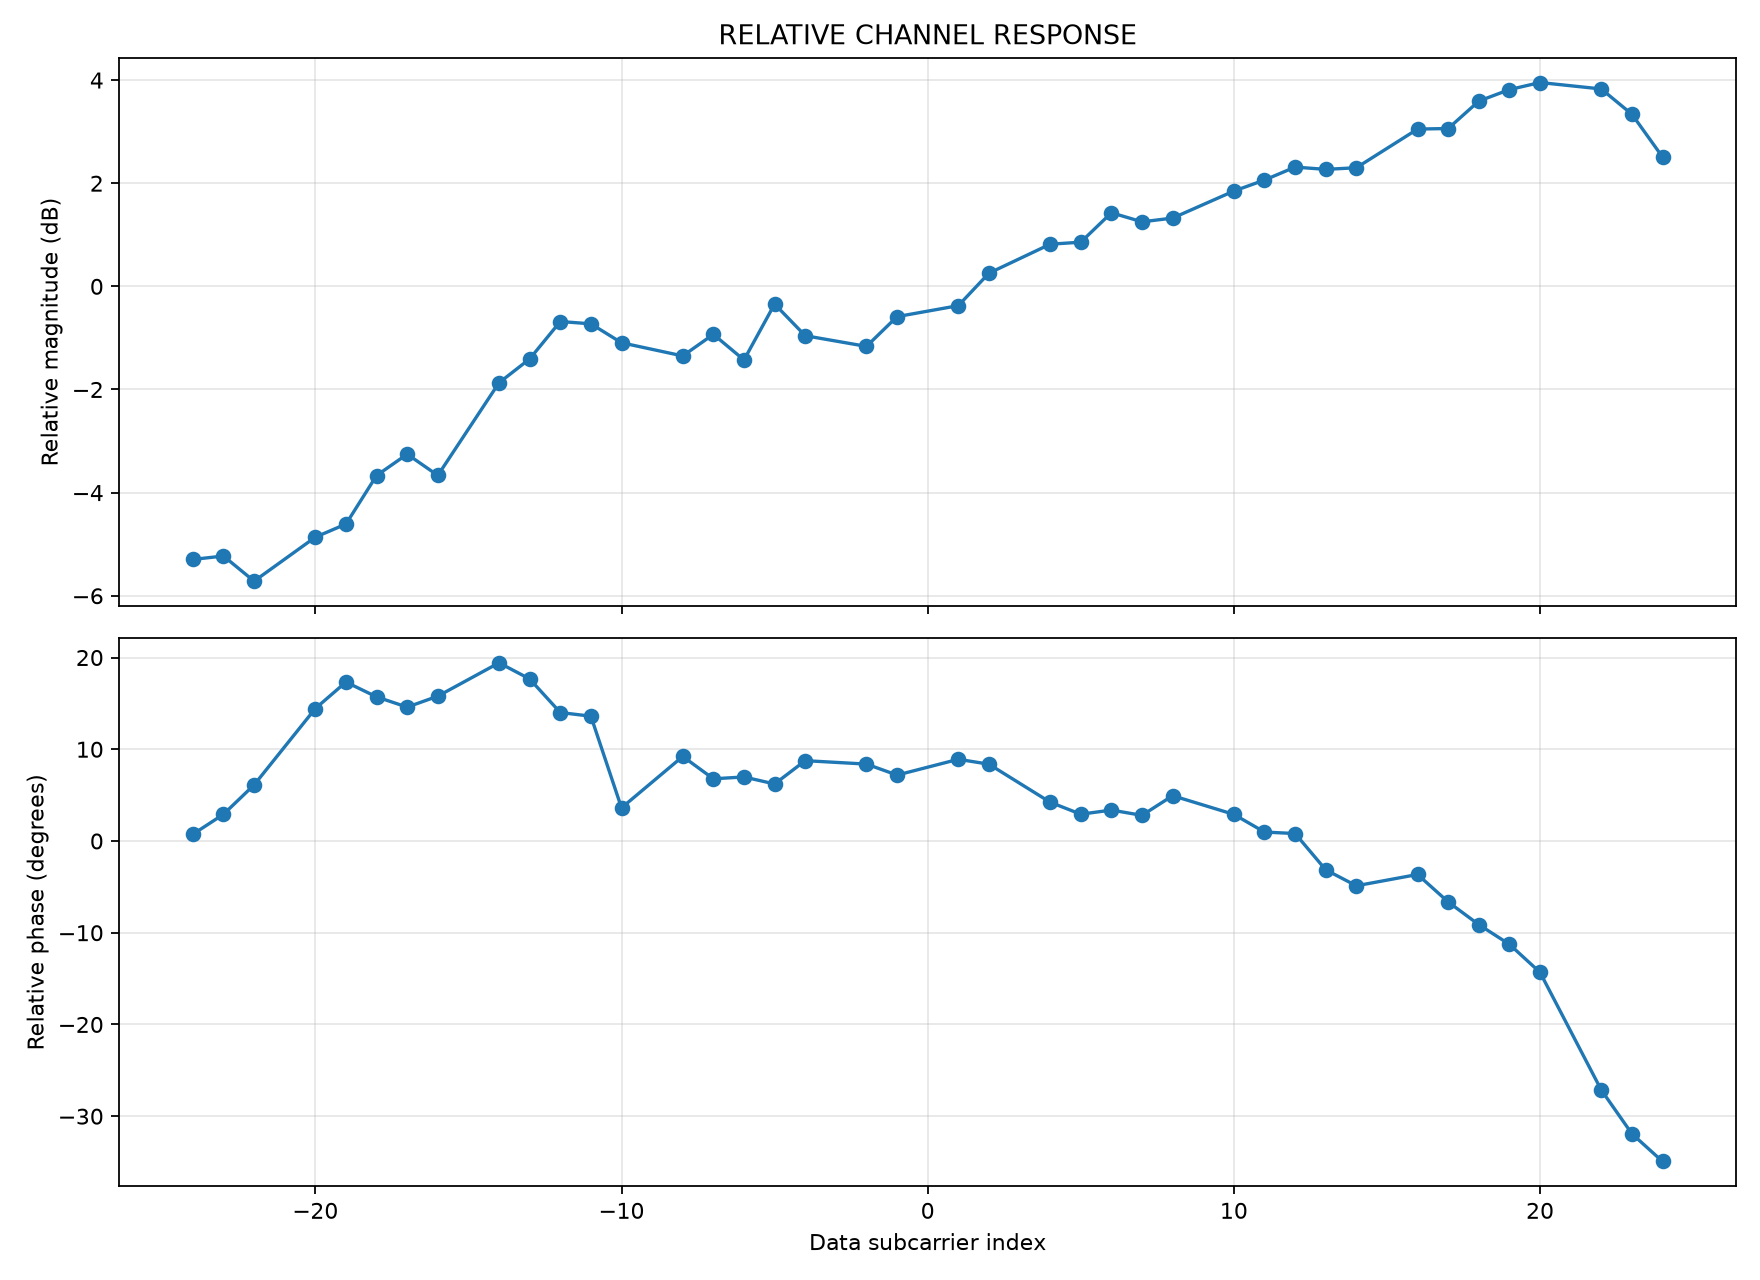 RELATIVE CHANNEL RESPONSE
Relative magnitude (dB)
4
2
0
−2
−4
−6
Relative phase (degrees)
20
10
0
−10
−20
−30
−20 −10 0 10 20
Data subcarrier index